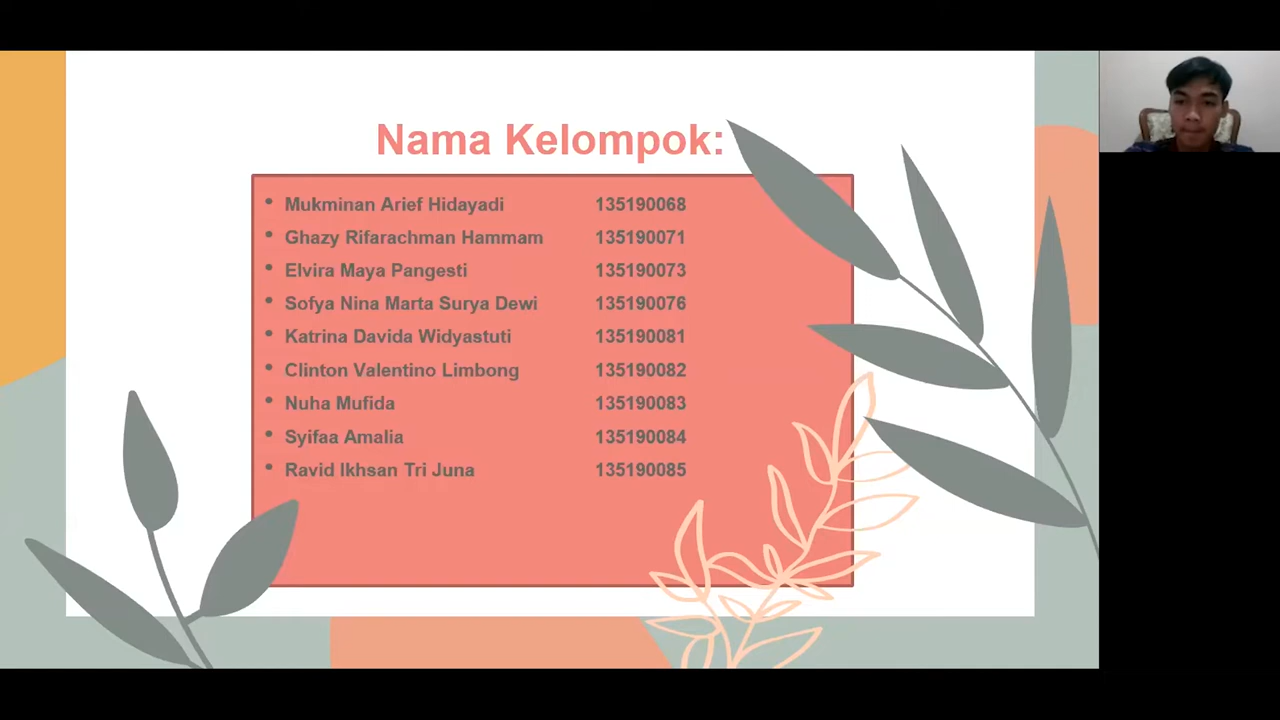 Nama Kelompok:
• Mukminan Arief Hidayadi 135190068
• Ghazy Rifarachman Hammam 135190071
• Elvira Maya Pangesti 135190073
• Sofya Nina Marta Surya Dewi 135190076
• Katrina Davida Widyastuti 135190081
• Clinton Valentino Limbong 135190082
• Nuha Mufida 135190083
• Syifaa Amalia 135190084
• Ravid Ikhsan Tri Juna 135190085